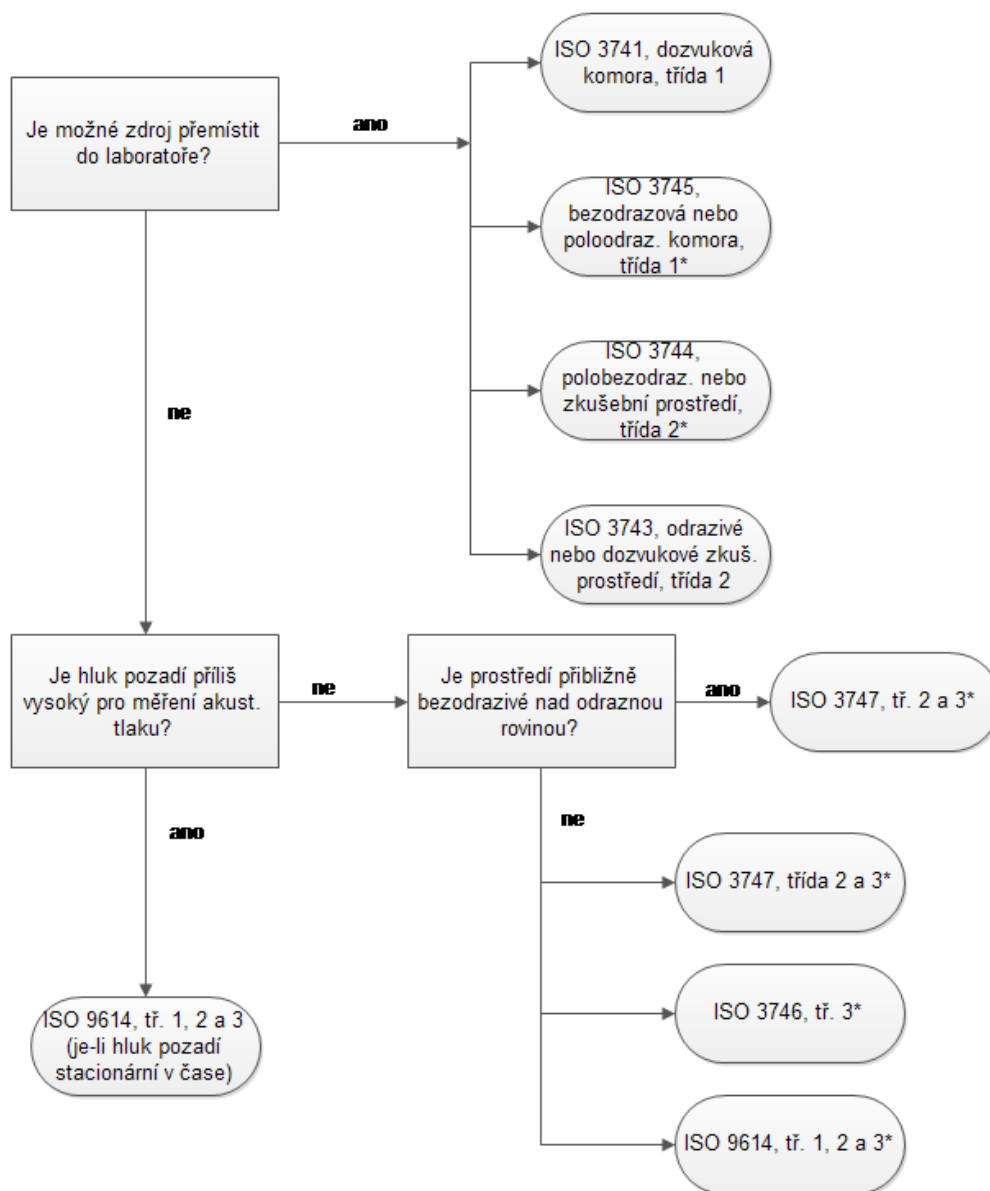 ISO 3741, dozvuková
komora, třída 1
Je možné zdroj přemístit
do laboratoře?
ano
ISO 3745,
bezodrazová nebo
poloodraz. komora,
třída 1*
ISO 3744,
polobezodraz. nebo
zkušební prostředí,
třída 2*
ne
ISO 3743, odrazivé
nebo dozvukové zkuš.
prostředí, třída 2
Je hluk pozadí příliš
vysoký pro měření akust.
tlaku?
ne
Je prostředí přibližně
bezodrazivé nad odraznou
rovinou?
ano
ISO 3747, tř. 2 a 3*
ano
ne
ISO 3747, třída 2 a 3*
ISO 3746, tř. 3*
ISO 9614, tř. 1, 2 a 3
(je-li hluk pozadí
stacionární v čase)
ISO 9614, tř. 1, 2 a 3*